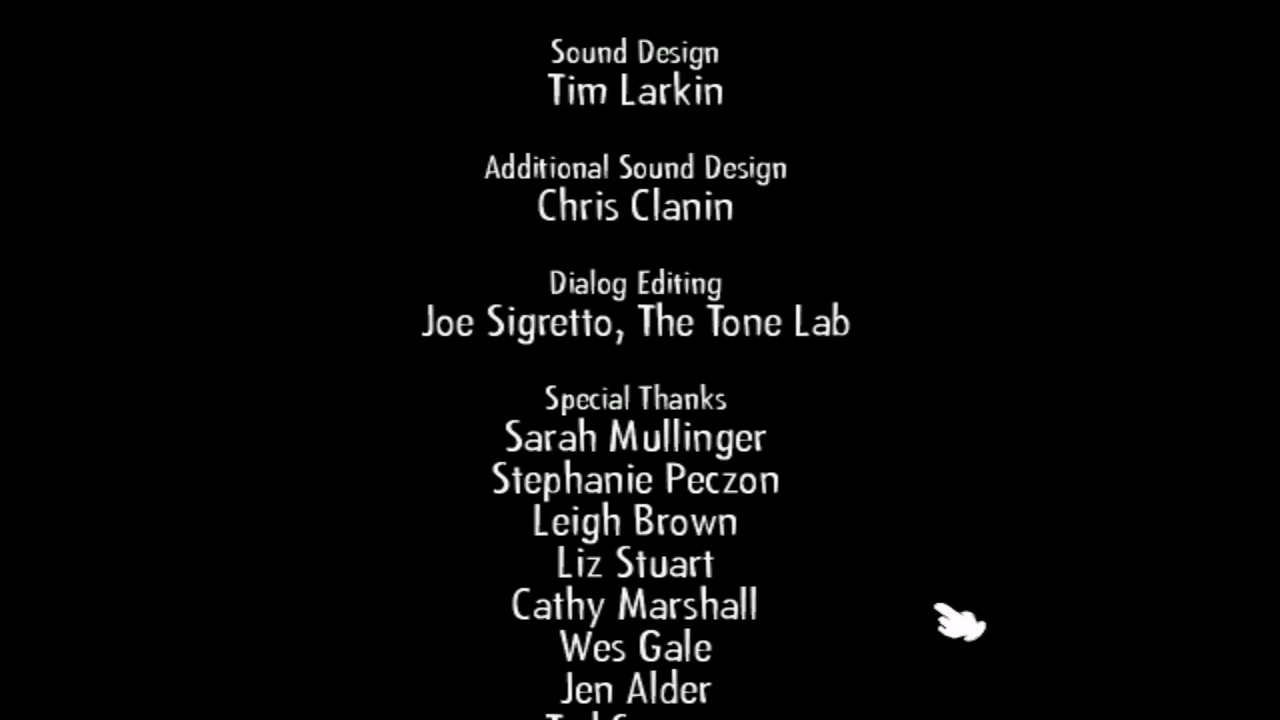 Sound Design
Tim Larkin
Additional Sound Design
Chris Clanin
Dialog Editing
Joe Sigretto, The Tone Lab
Special Thanks
Sarah Mullinger
Stephanie Peczon
Leigh Brown
Liz Stuart
Cathy Marshall
Wes Gale
Jen Alder